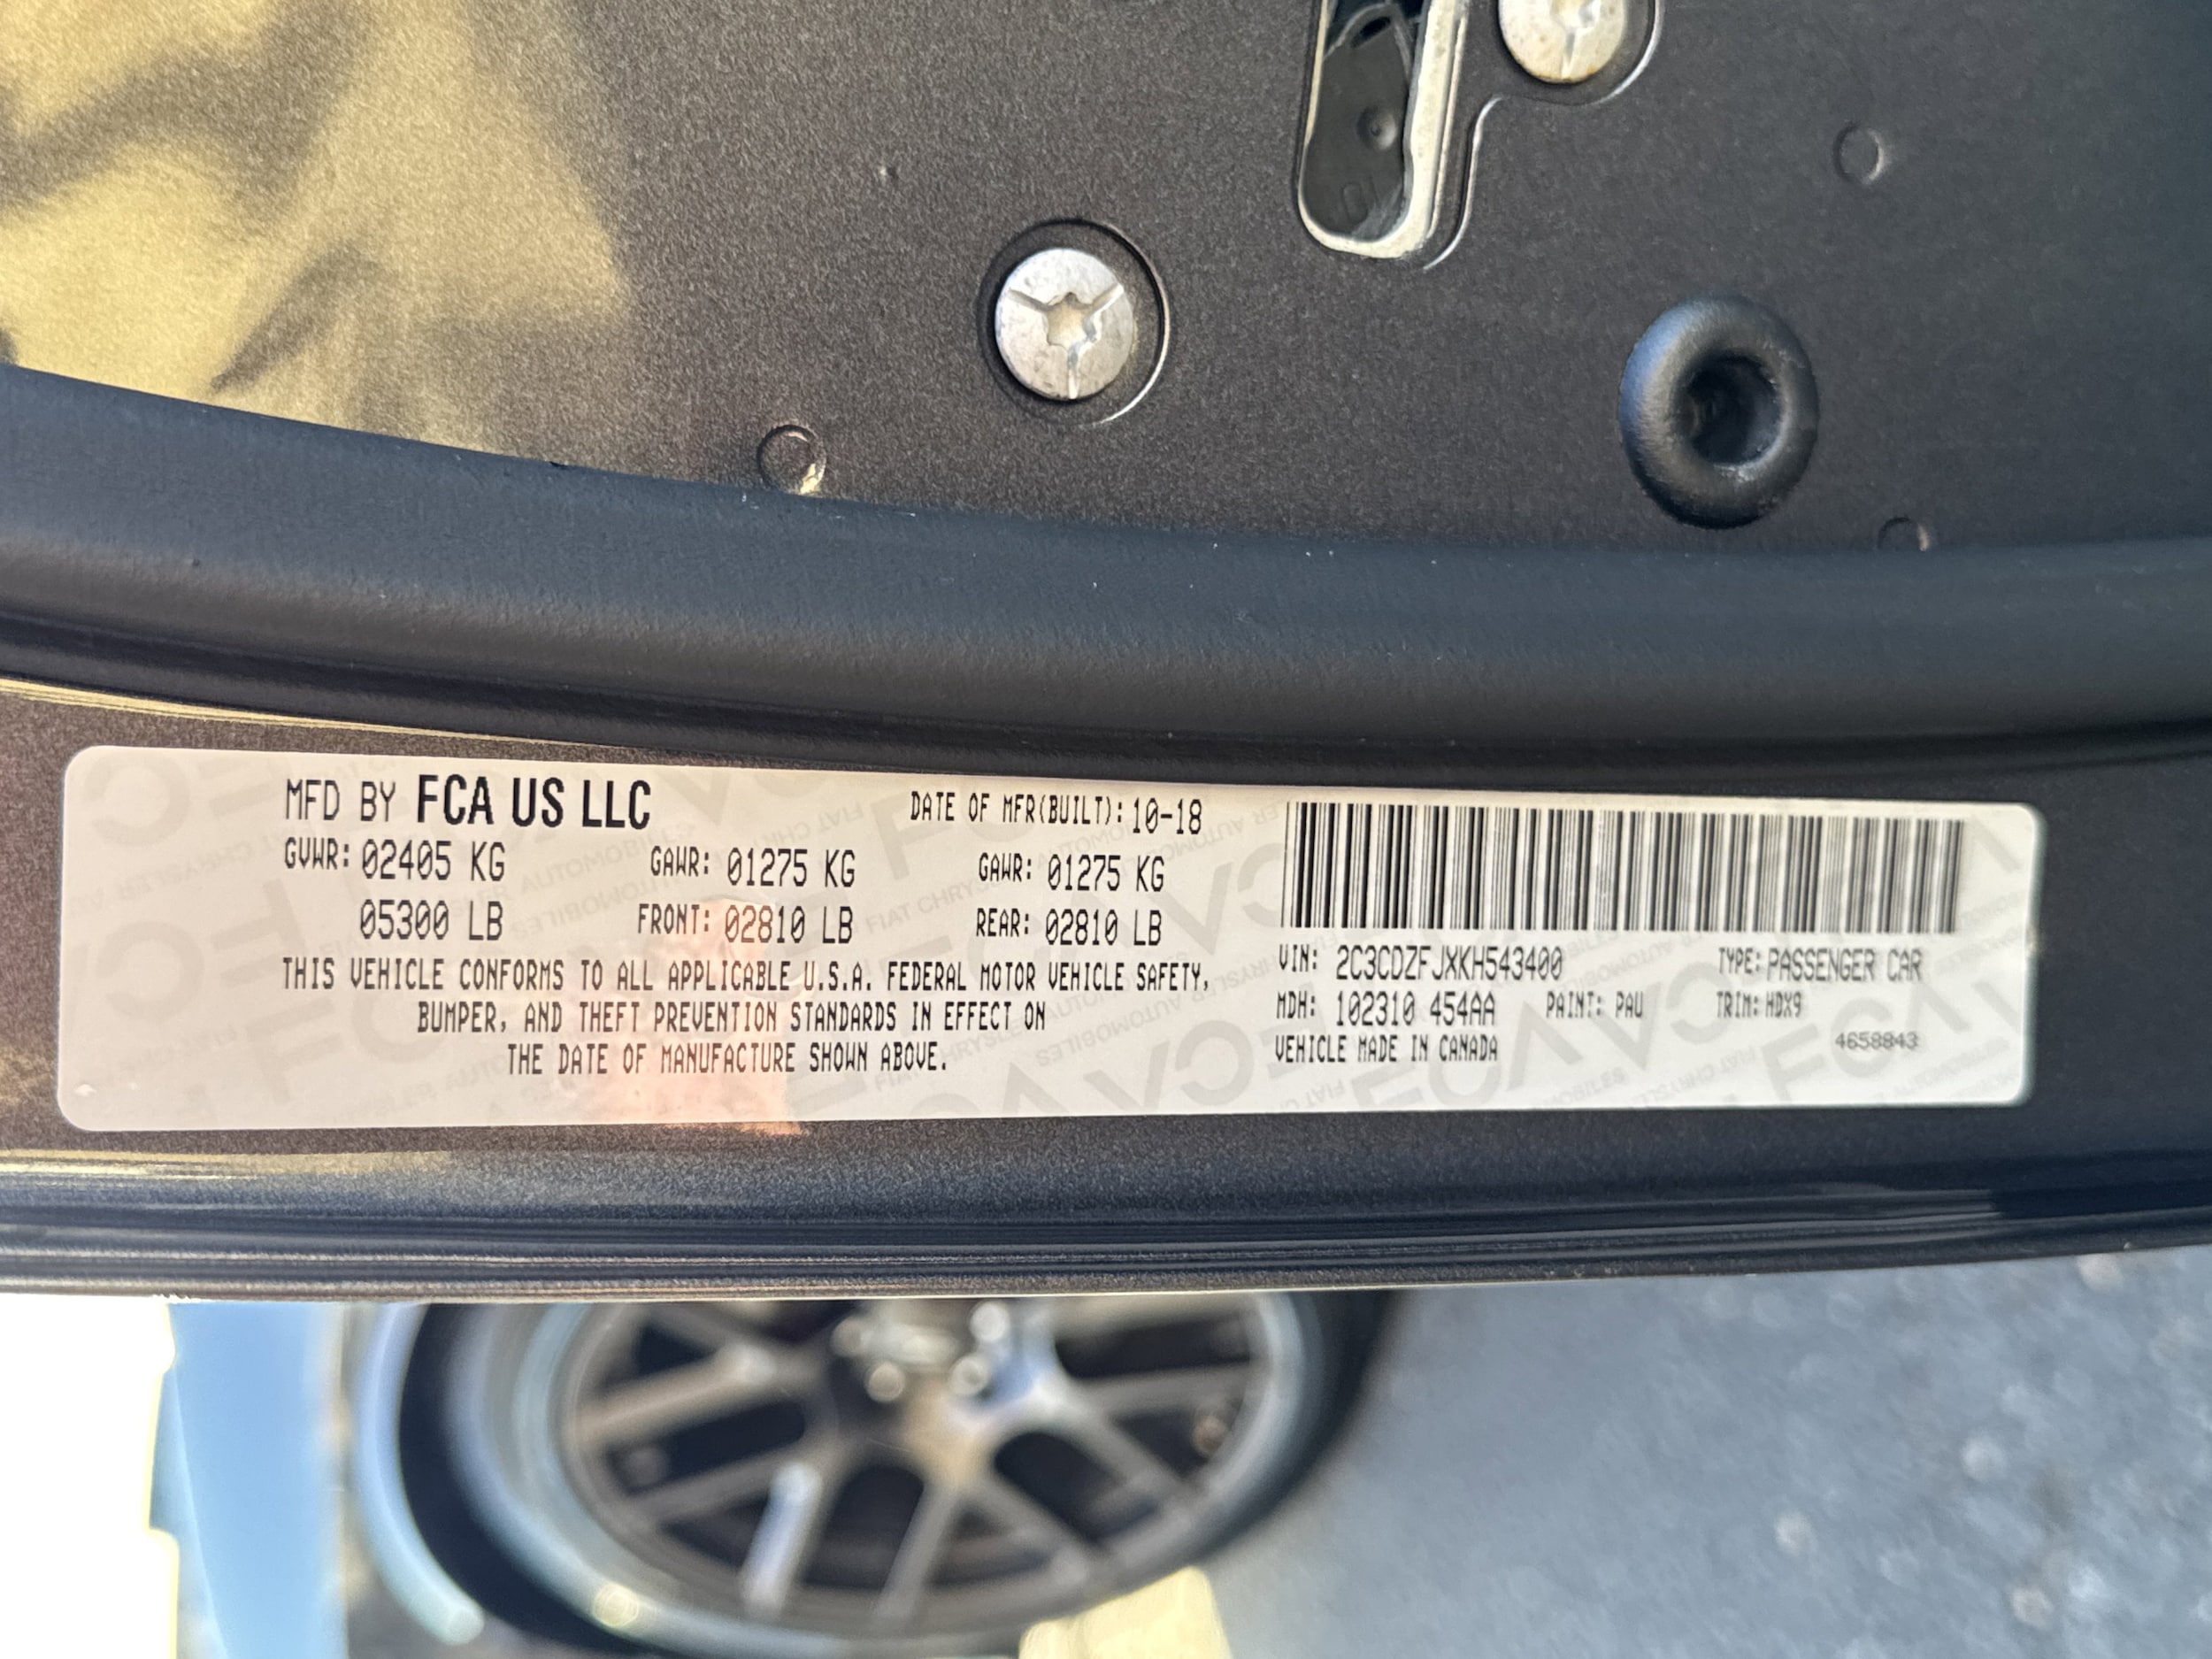 MFD BY FCA US LLC
DATE OF MFR(BUILT): 10-18
GVWR: 02405 KG GAWR: 01275 KG GAWR: 01275 KG
05300 LB FRONT: 02810 LB REAR: 02810 LB
THIS VEHICLE CONFORMS TO ALL APPLICABLE U.S.A. FEDERAL MOTOR VEHICLE SAFETY,
BUMPER, AND THEFT PREVENTION STANDARDS IN EFFECT ON
THE DATE OF MANUFACTURE SHOWN ABOVE.
VIN: 2C3CDZFJXKH543400 TYPE: PASSENGER CAR
MDH: 102310 454AA PAINT: PAU TRIM: HDX9
VEHICLE MADE IN CANADA 4658843